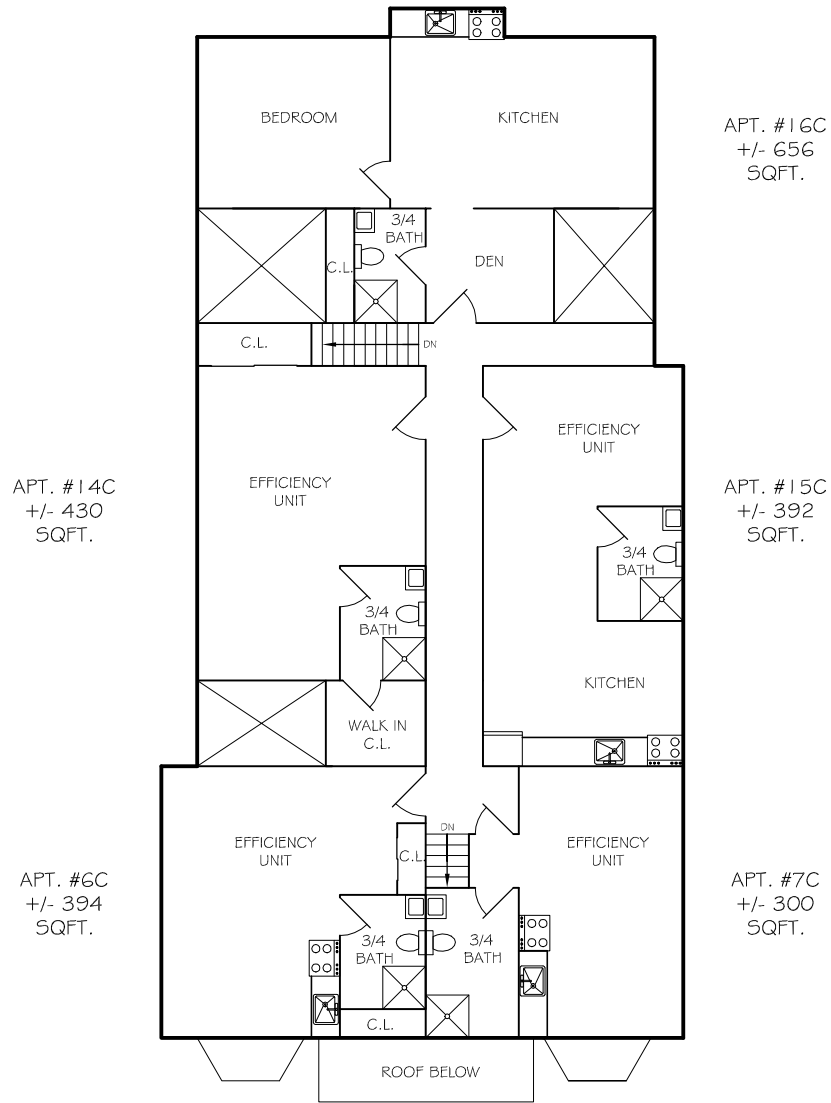 BEDROOM
KITCHEN
APT. #16C
+/- 656
SQFT.
3/4
BATH
C.L.
DEN
C.L.
DN
EFFICIENCY
UNIT
EFFICIENCY
UNIT
APT. #14C
+/- 430
SQFT.
APT. #15C
+/- 392
SQFT.
3/4
BATH
3/4
BATH
KITCHEN
WALK IN
C.L.
DN
EFFICIENCY
UNIT
C.L.
EFFICIENCY
UNIT
APT. #6C
+/- 394
SQFT.
APT. #7C
+/- 300
SQFT.
3/4
BATH
3/4
BATH
C.L.
ROOF BELOW